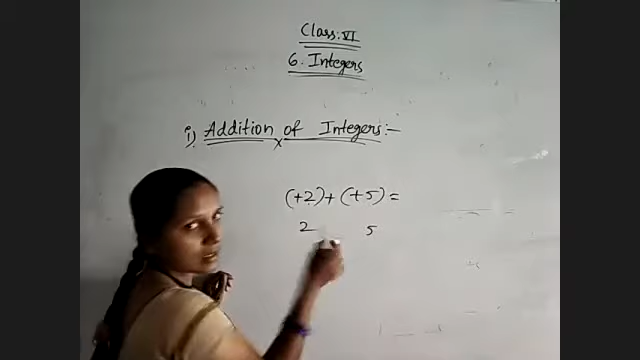 Class:VI
6. Integers
i) Addition of Integers:-
(+2)+(+5)=
2 5